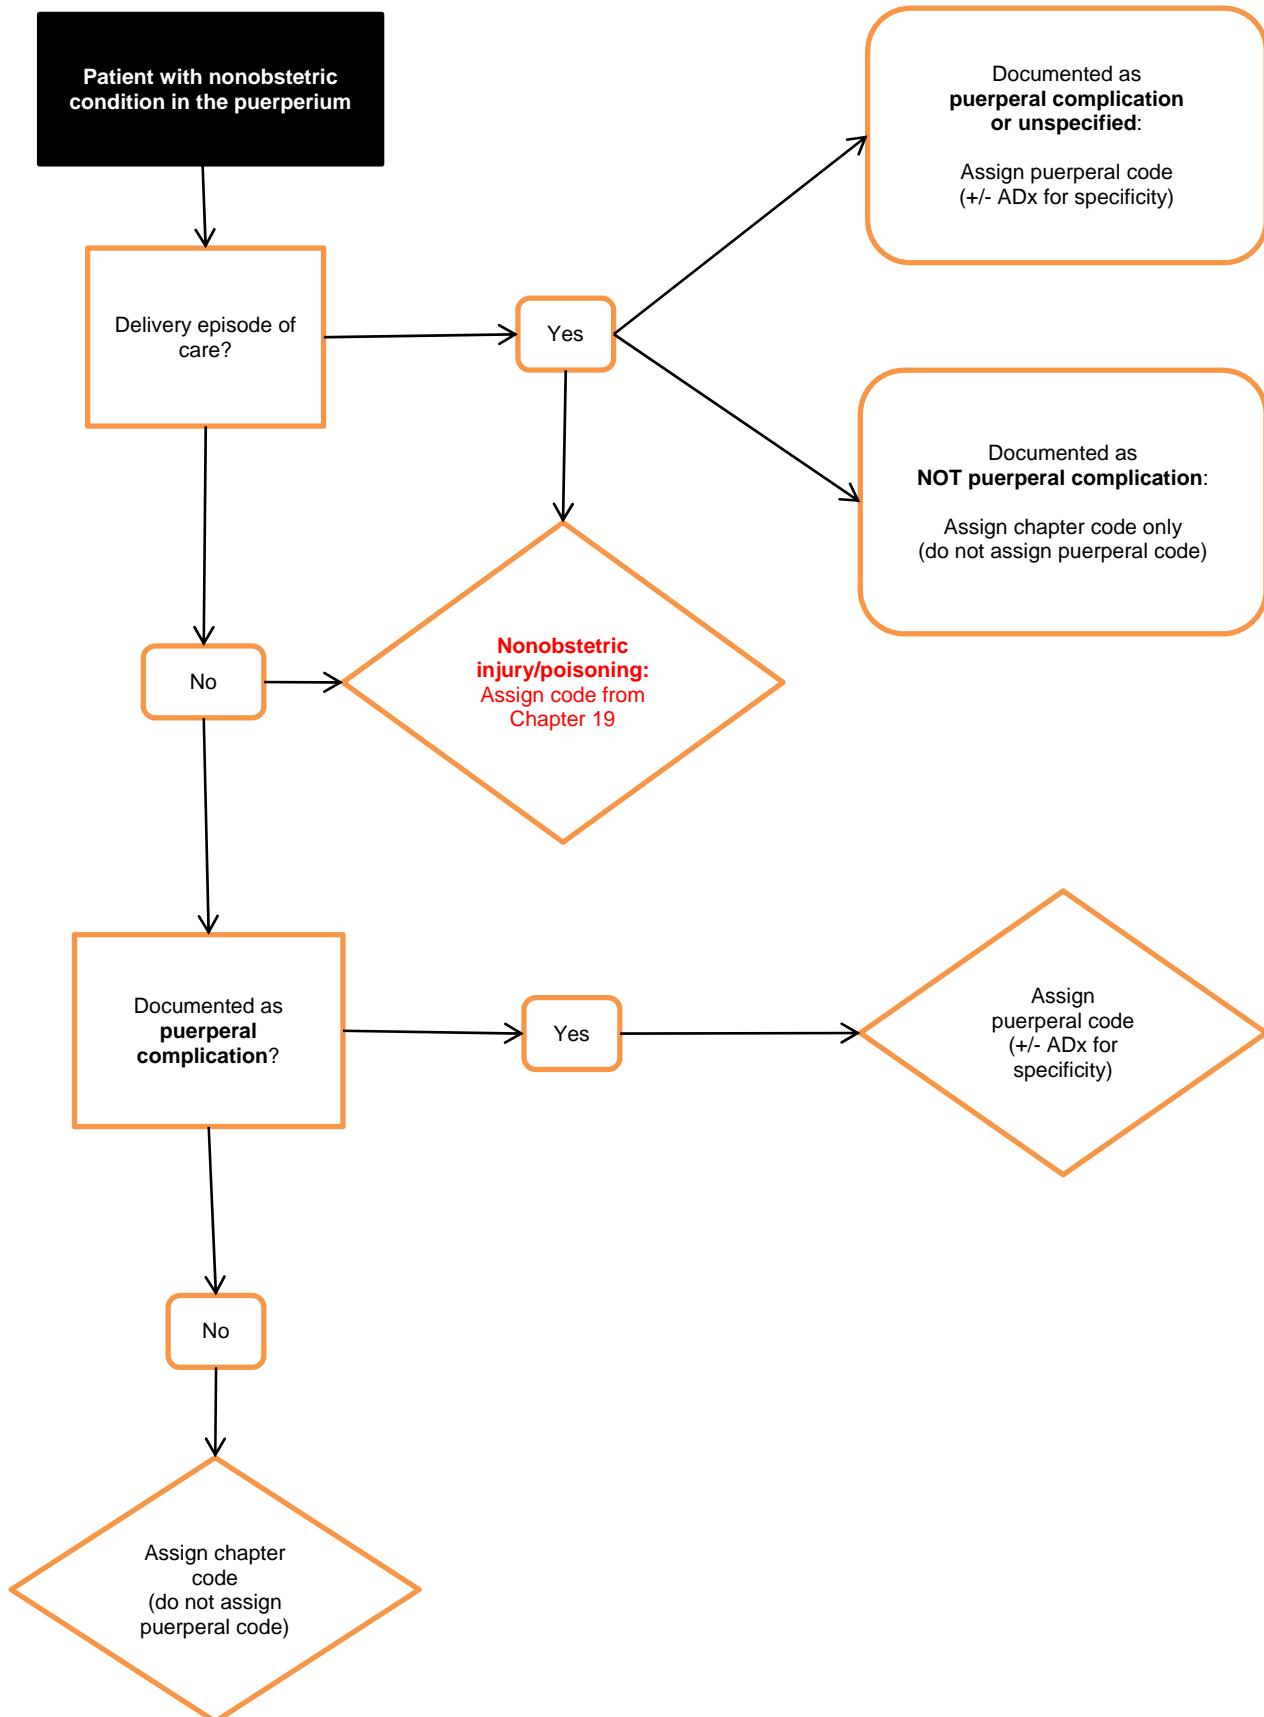 Patient with nonobstetric
condition in the puerperium
Documented as
puerperal complication
or unspecified:
Assign puerperal code
(+/- ADx for specificity)
Delivery episode of
care?
Yes
Documented as
NOT puerperal complication:
Assign chapter code only
(do not assign puerperal code)
No
Nonobstetric
injury/poisoning:
Assign code from
Chapter 19
Documented as
puerperal
complication?
Yes
Assign
puerperal code
(+/- ADx for
specificity)
No
Assign chapter
code
(do not assign
puerperal code)